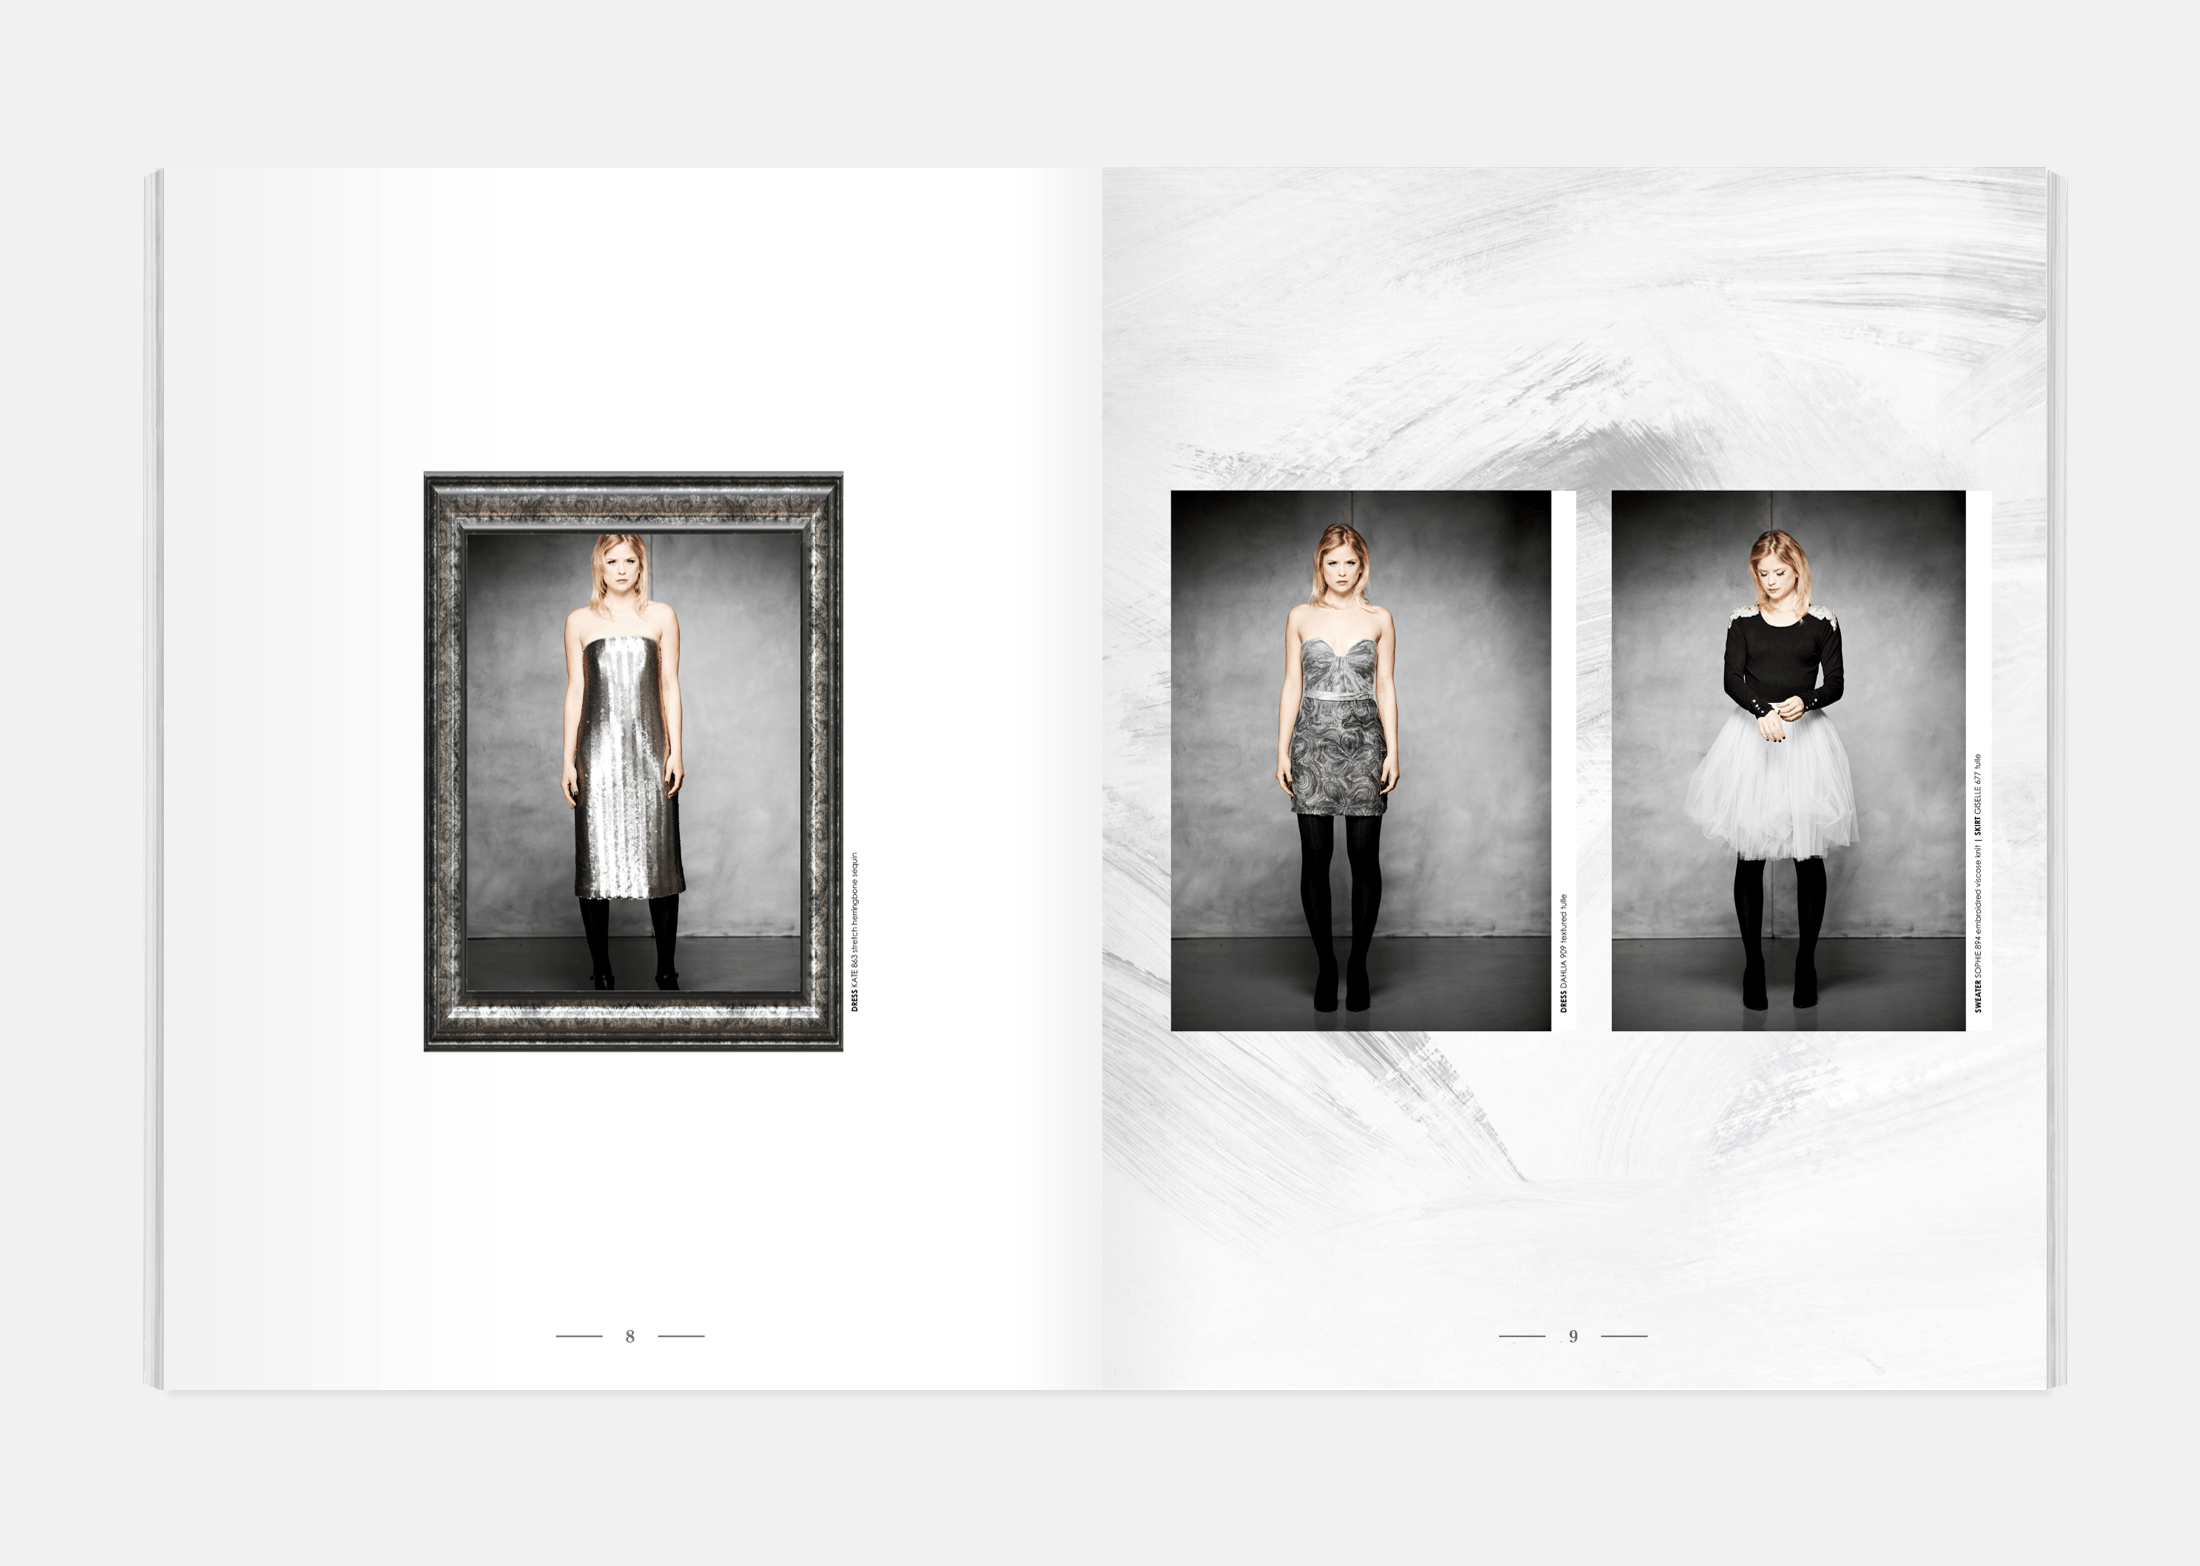 DRESS KATE 863 stretch herringbone sequin
8
DRESS DAHLIA 909 textured tulle
SWEATER SOPHIE 894 embroidred viscose knit | SKIRT GISELLE 677 tulle
9